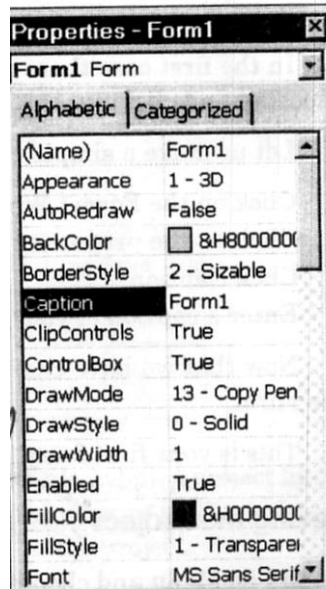 Properties - Form1
Form1 Form
Alphabetic Categorized
(Name) Form1
Appearance 1 - 3D
AutoRedraw False
BackColor &H800000(
BorderStyle 2 - Sizable
Caption Form1
ClipControls True
ControlBox True
DrawMode 13 - Copy Pen
DrawStyle 0 - Solid
DrawWidth 1
Enabled True
FillColor &H000000(
FillStyle 1 - Transparer
Font MS Sans Serif